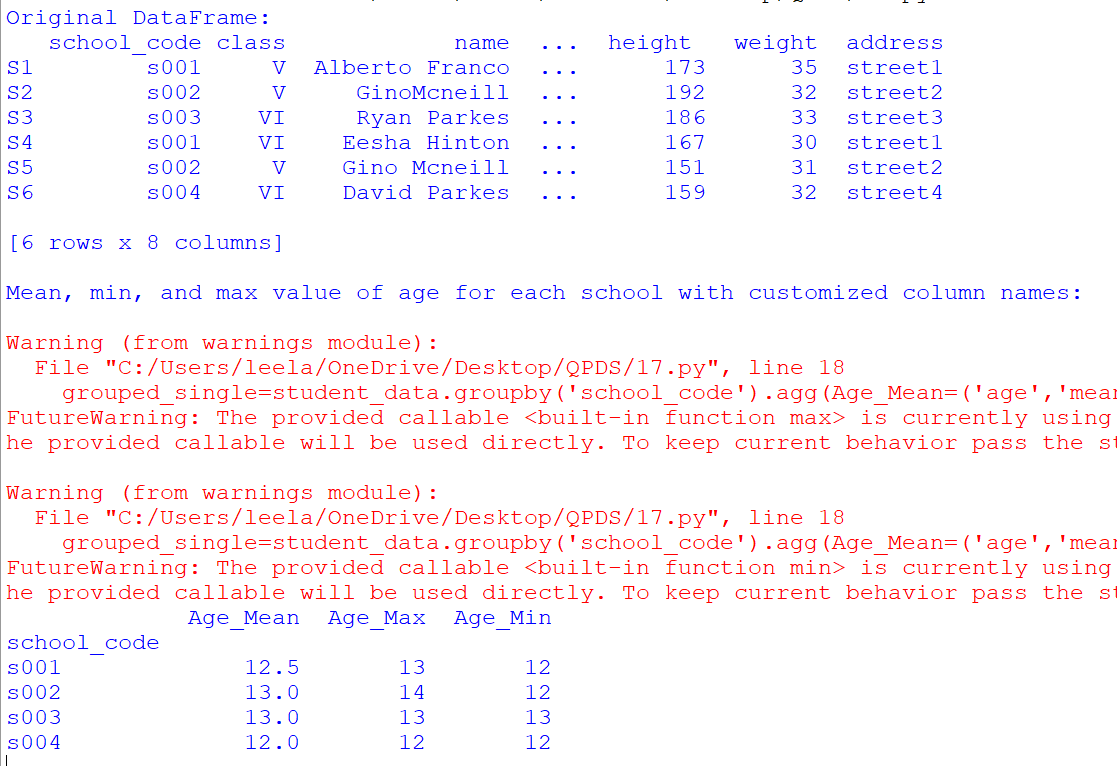 Original DataFrame:
   school_code class            name  ...  height   weight  address
S1        s001     V  Alberto Franco  ...     173      35  street1
S2        s002     V     GinoMcneill  ...     192      32  street2
S3        s003    VI     Ryan Parkes  ...     186      33  street3
S4        s001    VI    Eesha Hinton  ...     167      30  street1
S5        s002     V    Gino Mcneill  ...     151      31  street2
S6        s004    VI    David Parkes  ...     159      32  street4
[6 rows x 8 columns]
Mean, min, and max value of age for each school with customized column names:
Warning (from warnings module):
  File "C:/Users/leela/OneDrive/Desktop/QPDS/17.py", line 18
    grouped_single=student_data.groupby('school_code').agg(Age_Mean=('age','mean
FutureWarning: The provided callable <built-in function max> is currently using
he provided callable will be used directly. To keep current behavior pass the st
Warning (from warnings module):
  File "C:/Users/leela/OneDrive/Desktop/QPDS/17.py", line 18
    grouped_single=student_data.groupby('school_code').agg(Age_Mean=('age','mean
FutureWarning: The provided callable <built-in function min> is currently using
he provided callable will be used directly. To keep current behavior pass the st
             Age_Mean  Age_Max  Age_Min
school_code
s001             12.5       13       12
s002             13.0       14       12
s003             13.0       13       13
s004             12.0       12       12